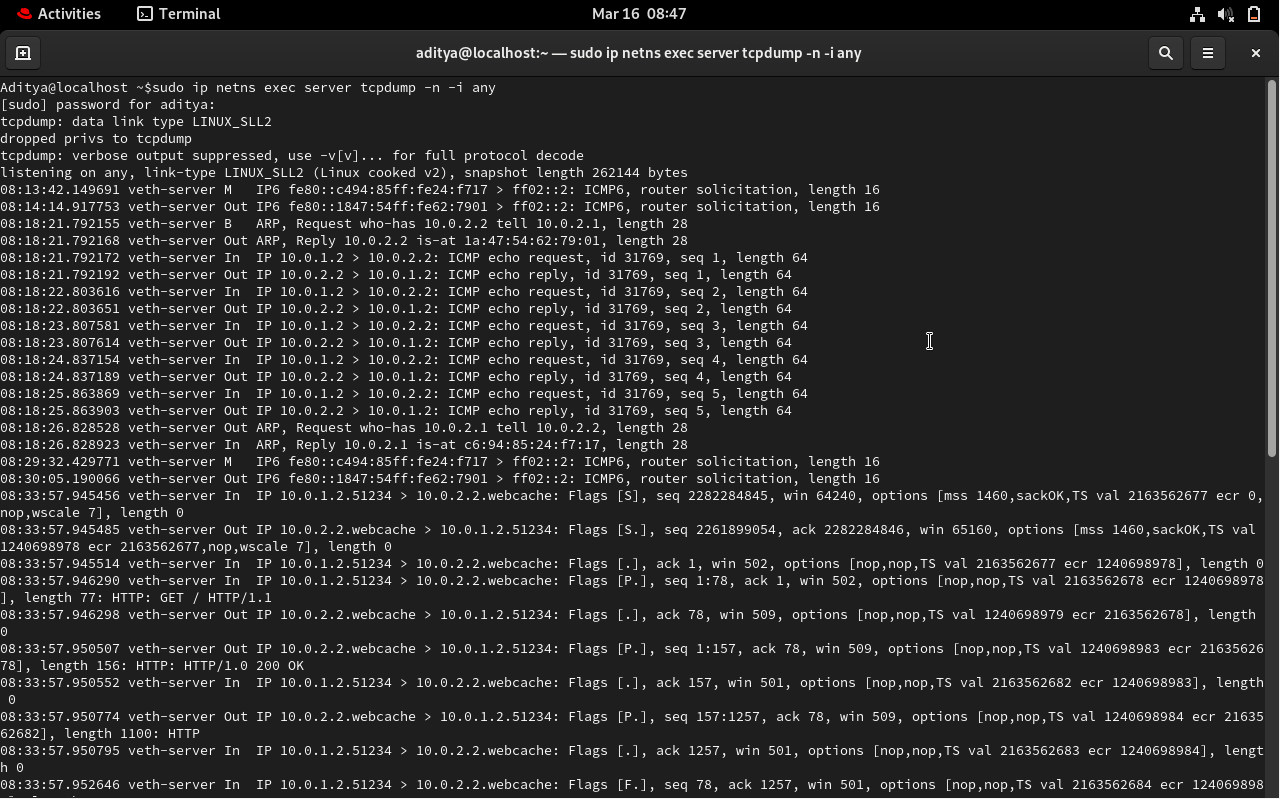 Activities Terminal Mar 16 08:47
aditya@localhost:~ — sudo ip netns exec server tcpdump -n -i any
Aditya@localhost ~$sudo ip netns exec server tcpdump -n -i any
[sudo] password for aditya:
tcpdump: data link type LINUX_SLL2
dropped privs to tcpdump
tcpdump: verbose output suppressed, use -v[v]... for full protocol decode
listening on any, link-type LINUX_SLL2 (Linux cooked v2), snapshot length 262144 bytes
08:13:42.149691 veth-server M   IP6 fe80::c494:85ff:fe24:f717 > ff02::2: ICMP6, router solicitation, length 16
08:14:14.917753 veth-server Out IP6 fe80::1847:54ff:fe62:7901 > ff02::2: ICMP6, router solicitation, length 16
08:18:21.792155 veth-server B   ARP, Request who-has 10.0.2.2 tell 10.0.2.1, length 28
08:18:21.792168 veth-server Out ARP, Reply 10.0.2.2 is-at 1a:47:54:62:79:01, length 28
08:18:21.792172 veth-server In  IP 10.0.1.2 > 10.0.2.2: ICMP echo request, id 31769, seq 1, length 64
08:18:21.792192 veth-server Out IP 10.0.2.2 > 10.0.1.2: ICMP echo reply, id 31769, seq 1, length 64
08:18:22.803616 veth-server In  IP 10.0.1.2 > 10.0.2.2: ICMP echo request, id 31769, seq 2, length 64
08:18:22.803651 veth-server Out IP 10.0.2.2 > 10.0.1.2: ICMP echo reply, id 31769, seq 2, length 64
08:18:23.807581 veth-server In  IP 10.0.1.2 > 10.0.2.2: ICMP echo request, id 31769, seq 3, length 64
08:18:23.807614 veth-server Out IP 10.0.2.2 > 10.0.1.2: ICMP echo reply, id 31769, seq 3, length 64
08:18:24.837154 veth-server In  IP 10.0.1.2 > 10.0.2.2: ICMP echo request, id 31769, seq 4, length 64
08:18:24.837189 veth-server Out IP 10.0.2.2 > 10.0.1.2: ICMP echo reply, id 31769, seq 4, length 64
08:18:25.863869 veth-server In  IP 10.0.1.2 > 10.0.2.2: ICMP echo request, id 31769, seq 5, length 64
08:18:25.863903 veth-server Out IP 10.0.2.2 > 10.0.1.2: ICMP echo reply, id 31769, seq 5, length 64
08:18:26.828528 veth-server Out ARP, Request who-has 10.0.2.1 tell 10.0.2.2, length 28
08:18:26.828923 veth-server In  ARP, Reply 10.0.2.1 is-at c6:94:85:24:f7:17, length 28
08:29:32.429771 veth-server M   IP6 fe80::c494:85ff:fe24:f717 > ff02::2: ICMP6, router solicitation, length 16
08:30:05.190066 veth-server Out IP6 fe80::1847:54ff:fe62:7901 > ff02::2: ICMP6, router solicitation, length 16
08:33:57.945456 veth-server In  IP 10.0.1.2.51234 > 10.0.2.2.webcache: Flags [S], seq 2282284845, win 64240, options [mss 1460,sackOK,TS val 2163562677 ecr 0,
nop,wscale 7], length 0
08:33:57.945485 veth-server Out IP 10.0.2.2.webcache > 10.0.1.2.51234: Flags [S.], seq 2261899054, ack 2282284846, win 65160, options [mss 1460,sackOK,TS val
1240698978 ecr 2163562677,nop,wscale 7], length 0
08:33:57.945514 veth-server In  IP 10.0.1.2.51234 > 10.0.2.2.webcache: Flags [.], ack 1, win 502, options [nop,nop,TS val 2163562677 ecr 1240698978], length 0
08:33:57.946290 veth-server In  IP 10.0.1.2.51234 > 10.0.2.2.webcache: Flags [P.], seq 1:78, ack 1, win 502, options [nop,nop,TS val 2163562678 ecr 1240698978
], length 77: HTTP: GET / HTTP/1.1
08:33:57.946298 veth-server Out IP 10.0.2.2.webcache > 10.0.1.2.51234: Flags [.], ack 78, win 509, options [nop,nop,TS val 1240698979 ecr 2163562678], length
0
08:33:57.950507 veth-server Out IP 10.0.2.2.webcache > 10.0.1.2.51234: Flags [P.], seq 1:157, ack 78, win 509, options [nop,nop,TS val 1240698983 ecr 21635626
78], length 156: HTTP: HTTP/1.0 200 OK
08:33:57.950552 veth-server In  IP 10.0.1.2.51234 > 10.0.2.2.webcache: Flags [.], ack 157, win 501, options [nop,nop,TS val 2163562682 ecr 1240698983], length
0
08:33:57.950774 veth-server Out IP 10.0.2.2.webcache > 10.0.1.2.51234: Flags [P.], seq 157:1257, ack 78, win 509, options [nop,nop,TS val 1240698984 ecr 21635
62682], length 1100: HTTP
08:33:57.950795 veth-server In  IP 10.0.1.2.51234 > 10.0.2.2.webcache: Flags [.], ack 1257, win 501, options [nop,nop,TS val 2163562683 ecr 1240698984], lengt
h 0
08:33:57.952646 veth-server In  IP 10.0.1.2.51234 > 10.0.2.2.webcache: Flags [F.], seq 78, ack 1257, win 501, options [nop,nop,TS val 2163562684 ecr 124069898